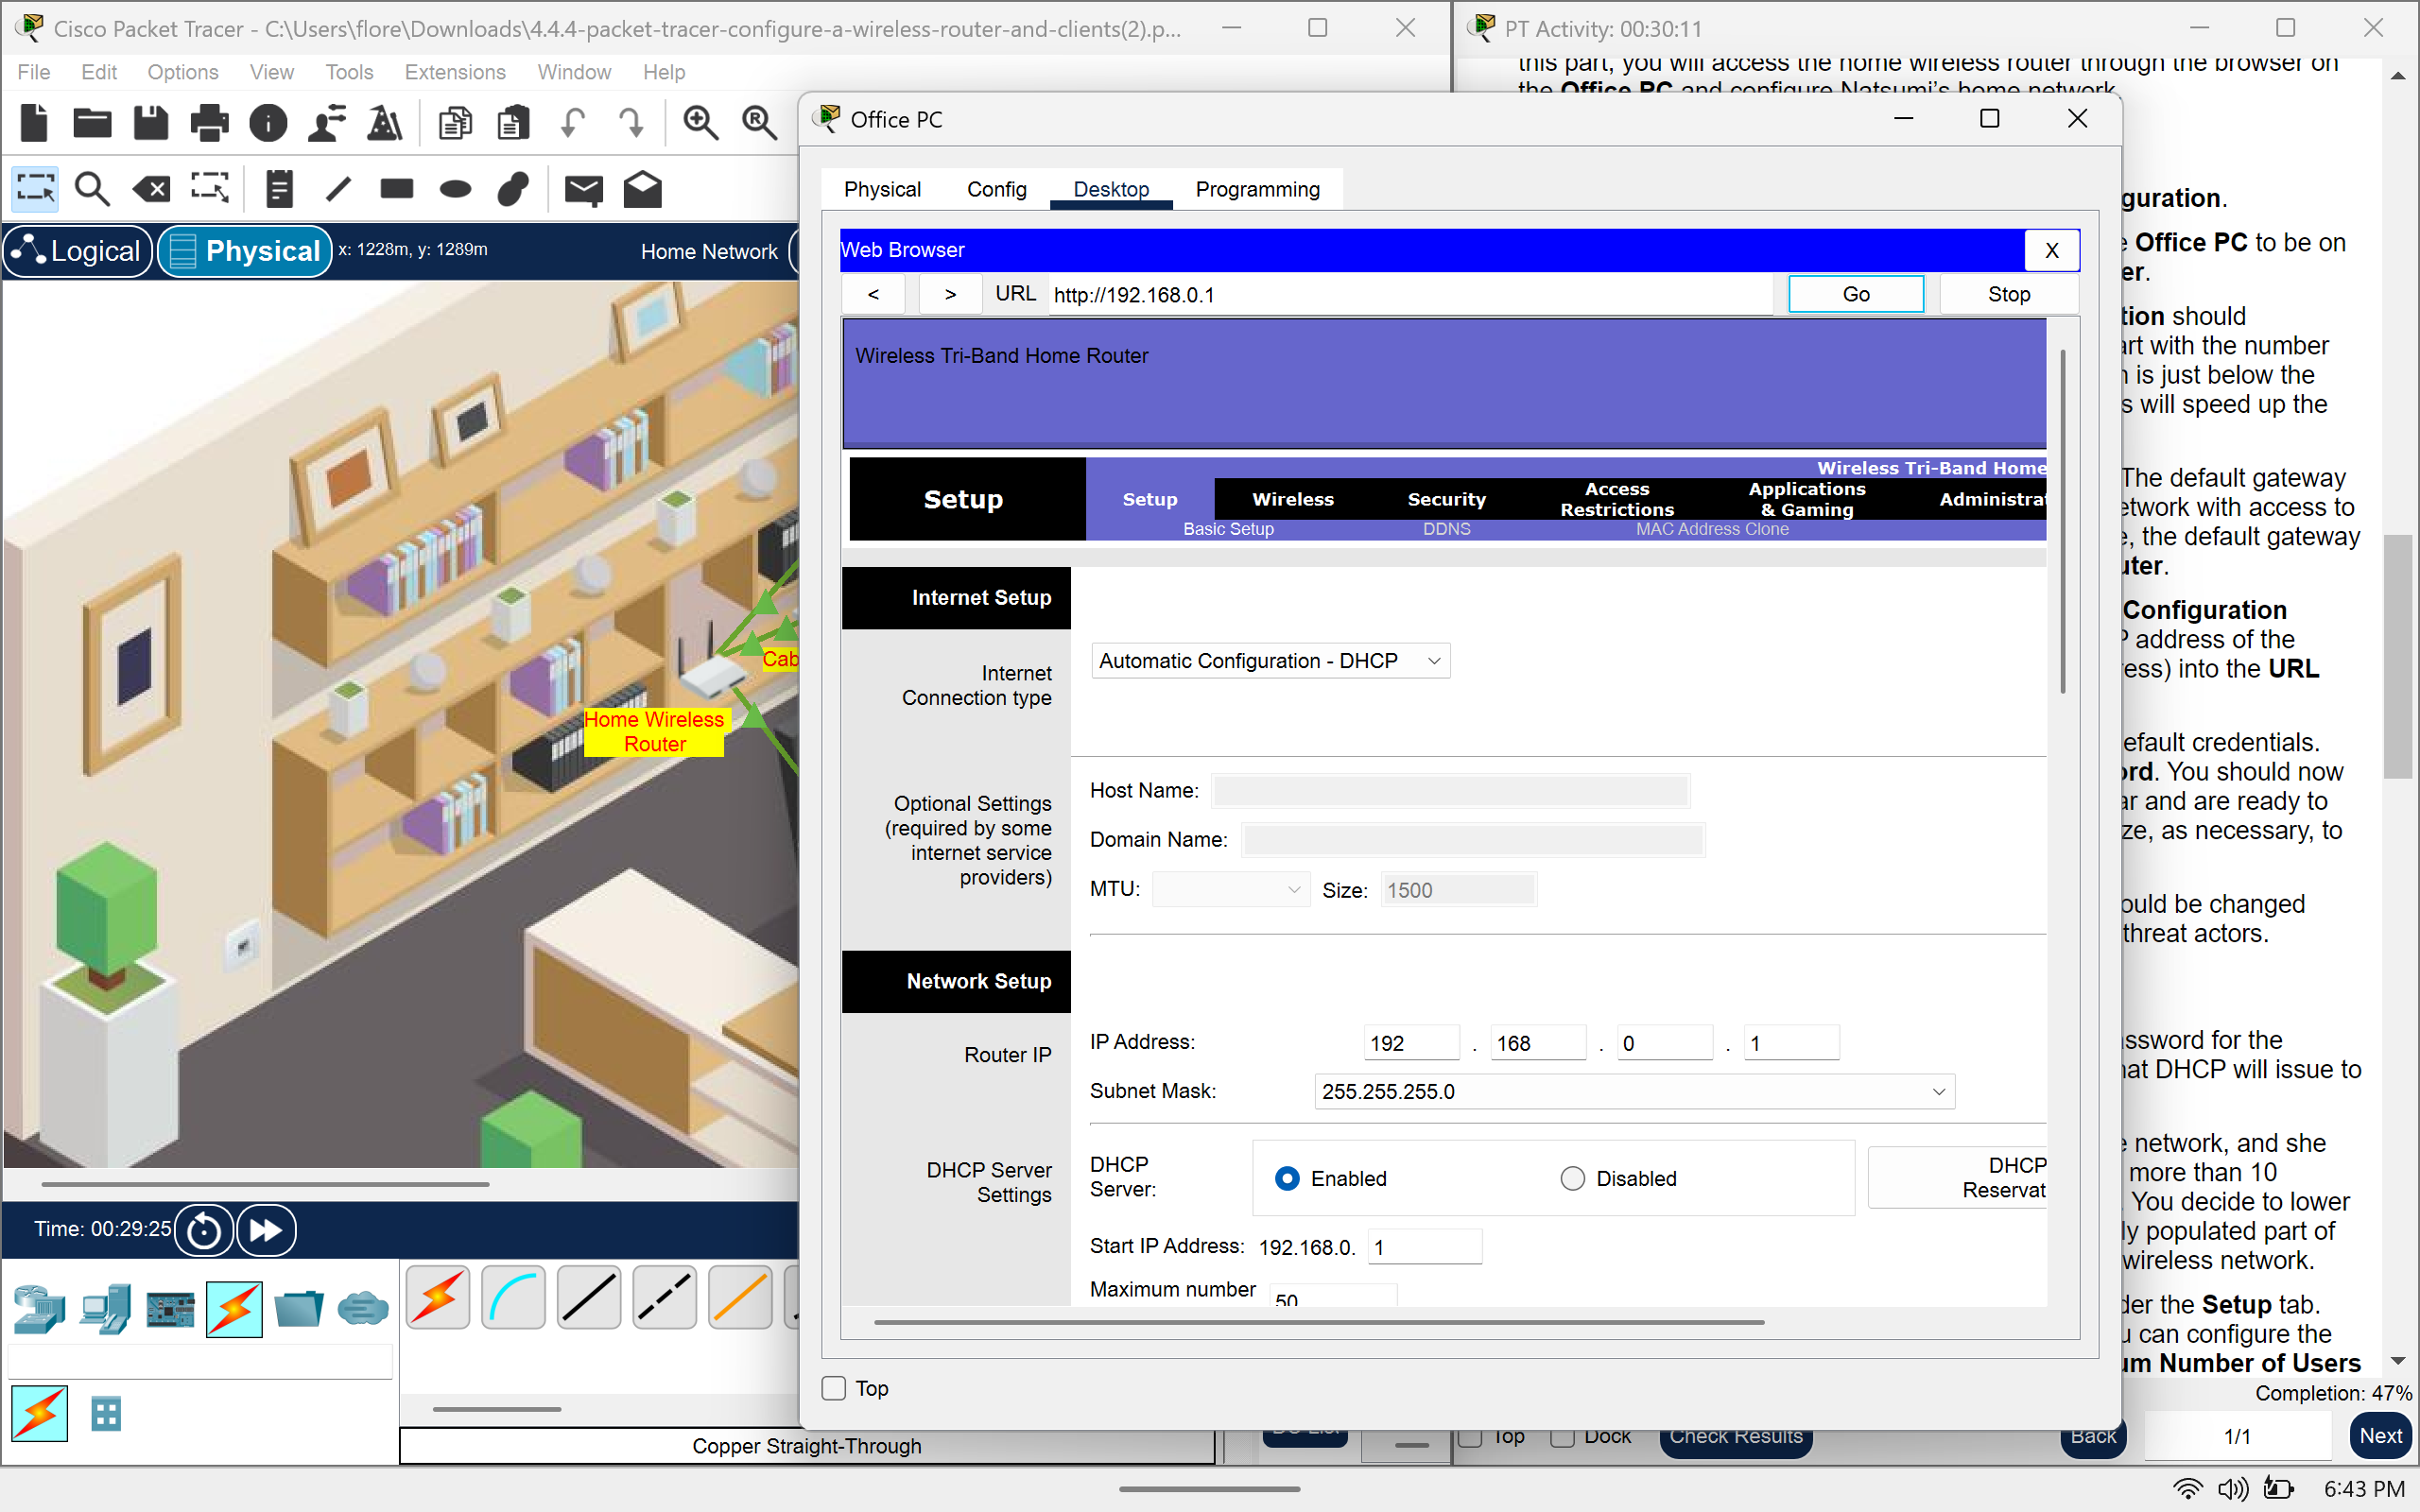 Cisco Packet Tracer - C:\Users\flore\Downloads\4.4.4-packet-tracer-configure-a-wireless-router-and-clients(2).p...
File Edit Options View Tools Extensions Window Help
Logical
Physical
x: 1228m, y: 1289m
Home Network
Home Wireless
Router
Cab
Time: 00:29:25
Copper Straight-Through
Office PC
Physical Config Desktop Programming
Web Browser
X
< > URL http://192.168.0.1 Go Stop
Wireless Tri-Band Home Router
Wireless Tri-Band Home
Setup
Setup Wireless Security Access Restrictions Applications & Gaming Administrat
Basic Setup DDNS MAC Address Clone
Internet Setup
Internet
Connection type
Automatic Configuration - DHCP
Optional Settings
(required by some
internet service
providers)
Host Name:
Domain Name:
MTU: Size: 1500
Network Setup
Router IP
IP Address: 192 . 168 . 0 . 1
Subnet Mask: 255.255.255.0
DHCP Server
Settings
DHCP
Server:
Enabled Disabled
DHCP
Reservat
Start IP Address: 192.168.0. 1
Maximum number
50
Top
PT Activity: 00:30:11
this part, you will access the home wireless router through the browser on
the Office PC and configure Natsumi's home network.
guration.
e Office PC to be on
er.
tion should
art with the number
n is just below the
s will speed up the
The default gateway
etwork with access to
e, the default gateway
uter.
Configuration
P address of the
ress) into the URL
efault credentials.
ord. You should now
ar and are ready to
ze, as necessary, to
ould be changed
threat actors.
ssword for the
hat DHCP will issue to
e network, and she
more than 10
. You decide to lower
ly populated part of
wireless network.
der the Setup tab.
u can configure the
um Number of Users
Completion: 47%
Top Dock Check Results Back 1/1 Next
6:43 PM